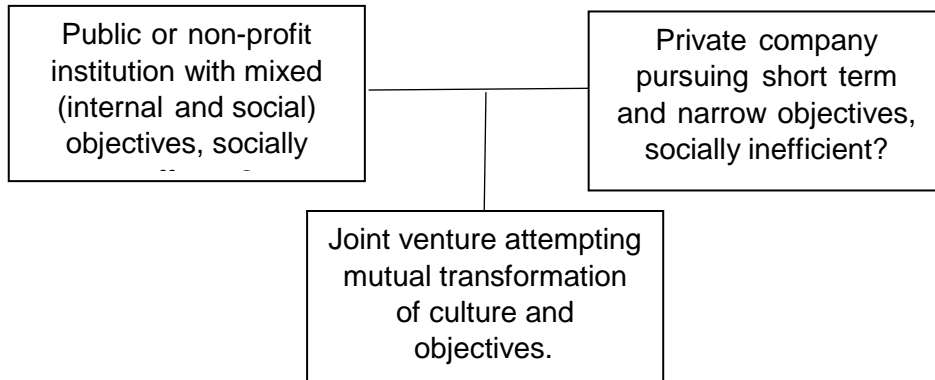 Public or non-profit
institution with mixed
(internal and social)
objectives, socially
Private company
pursuing short term
and narrow objectives,
socially inefficient?
Joint venture attempting
mutual transformation
of culture and
objectives.